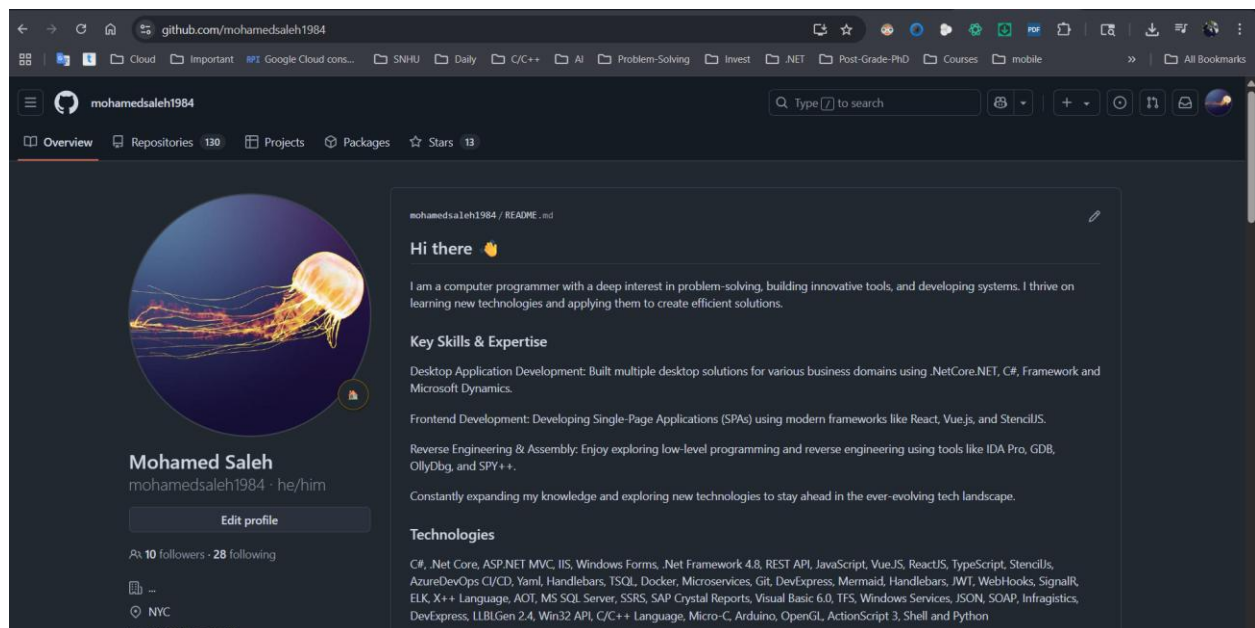 github.com/mohamedsaleh1984
PDF
Cloud
Important
API Google Cloud cons...
SNHU
Daily
C/C++
AI
Problem-Solving
Invest
.NET
Post-Grade-PhD
Courses
mobile
»
All Bookmarks
mohamedsaleh1984
Type / to search
Overview
Repositories 130
Projects
Packages
Stars 13
mohamedsaleh1984 / README.md
Hi there 👋
I am a computer programmer with a deep interest in problem-solving, building innovative tools, and developing systems. I thrive on
learning new technologies and applying them to create efficient solutions.
Key Skills & Expertise
Desktop Application Development: Built multiple desktop solutions for various business domains using .NetCore.NET, C#, Framework and
Microsoft Dynamics.
Frontend Development: Developing Single-Page Applications (SPAs) using modern frameworks like React, Vue.js, and StencilJS.
Reverse Engineering & Assembly: Enjoy exploring low-level programming and reverse engineering using tools like IDA Pro, GDB,
OllyDbg, and SPY++.
Constantly expanding my knowledge and exploring new technologies to stay ahead in the ever-evolving tech landscape.
Technologies
C#, .Net Core, ASP.NET MVC, IIS, Windows Forms, .Net Framework 4.8, REST API, JavaScript, VueJS, ReactJS, TypeScript, StencilJs,
AzureDevOps CI/CD, Yaml, Handlebars, TSQL, Docker, Microservices, Git, DevExpress, Mermaid, Handlebars, JWT, WebHooks, SignalR,
ELK, X++ Language, AOT, MS SQL Server, SSRS, SAP Crystal Reports, Visual Basic 6.0, TFS, Windows Services, JSON, SOAP, Infragistics,
DevExpress, LLBLGen 2.4, Win32 API, C/C++ Language, Micro-C, Arduino, OpenGL, ActionScript 3, Shell and Python
Mohamed Saleh
mohamedsaleh1984 · he/him
Edit profile
10 followers · 28 following
...
NYC